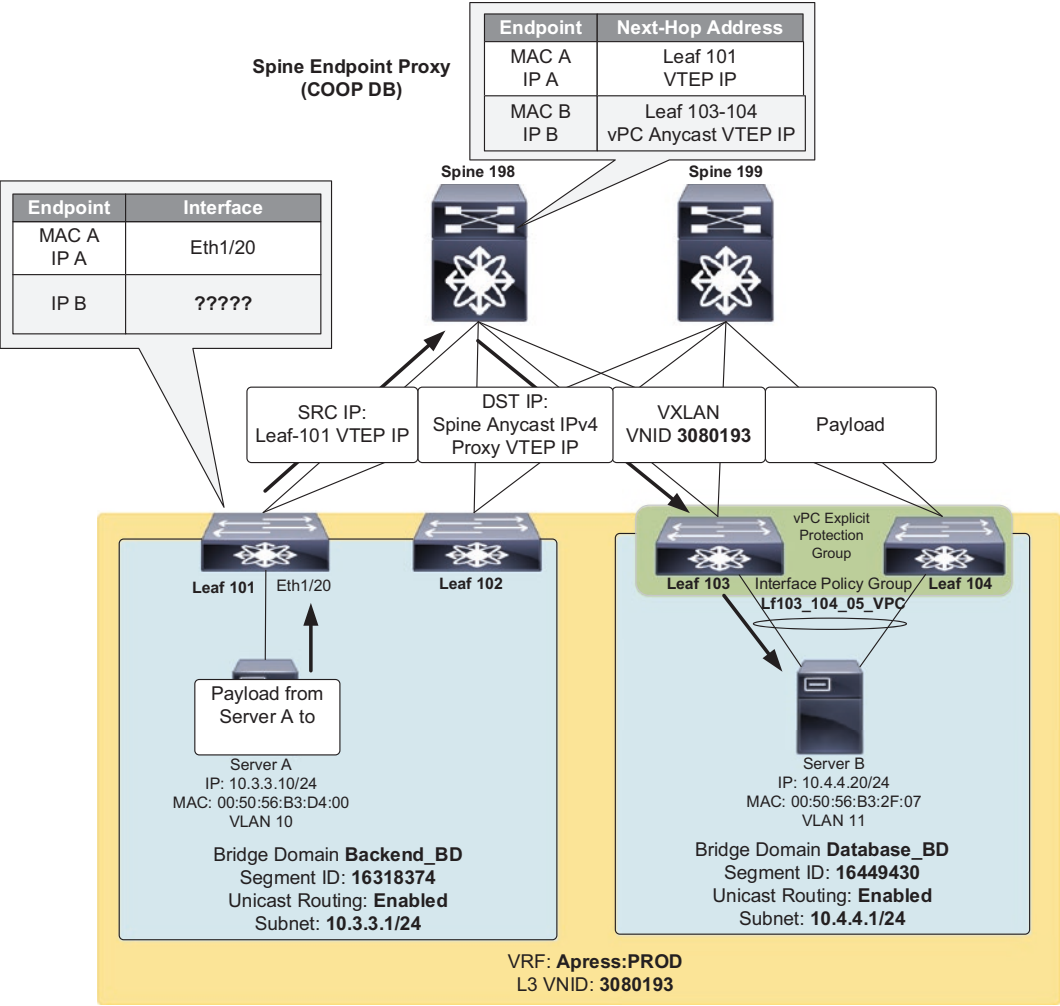 Endpoint Next-Hop Address
MAC A
IP A
Leaf 101
VTEP IP
MAC B
IP B
Leaf 103-104
vPC Anycast VTEP IP
Spine Endpoint Proxy
(COOP DB)
Spine 198
Spine 199
Endpoint Interface
MAC A
IP A
Eth1/20
IP B
?????
SRC IP:
Leaf-101 VTEP IP
DST IP:
Spine Anycast IPv4
Proxy VTEP IP
VXLAN
VNID 3080193
Payload
vPC Explicit
Protection
Group
Leaf 101
Eth1/20
Leaf 102
Leaf 103
Interface Policy Group
Leaf 104
Lf103_104_05_VPC
Payload from
Server A to
Server A
IP: 10.3.3.10/24
MAC: 00:50:56:B3:D4:00
VLAN 10
Server B
IP: 10.4.4.20/24
MAC: 00:50:56:B3:2F:07
VLAN 11
Bridge Domain Backend_BD
Segment ID: 16318374
Unicast Routing: Enabled
Subnet: 10.3.3.1/24
Bridge Domain Database_BD
Segment ID: 16449430
Unicast Routing: Enabled
Subnet: 10.4.4.1/24
VRF: Apress:PROD
L3 VNID: 3080193